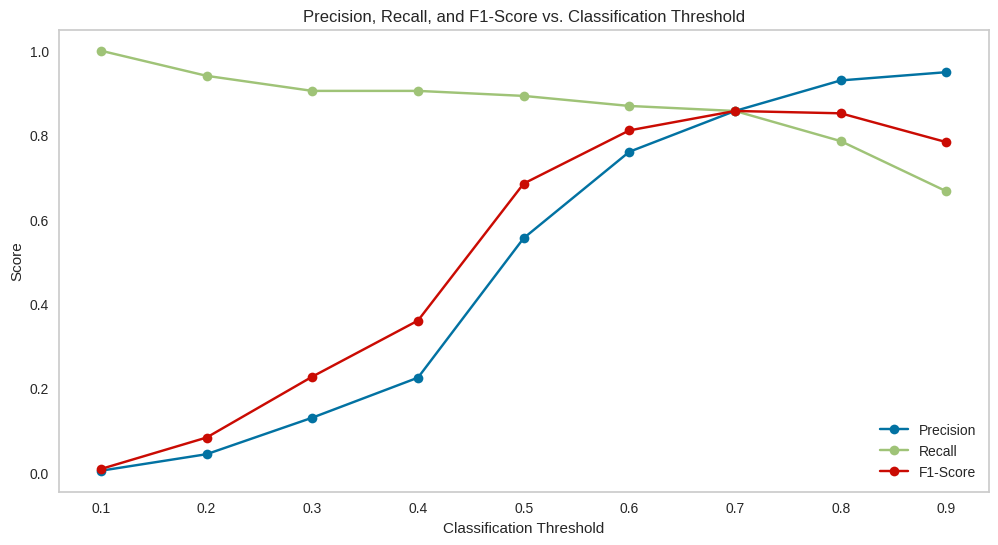 Precision, Recall, and F1-Score vs. Classification Threshold
1.0
0.8
0.6
0.4
0.2
0.0
Score
Precision
Recall
F1-Score
0.1 0.2 0.3 0.4 0.5 0.6 0.7 0.8 0.9
Classification Threshold